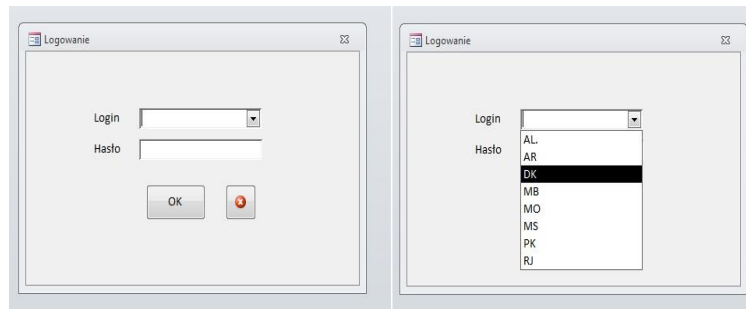 Logowanie
Login
Hasło
OK
Logowanie
Login
Hasło
AL.
AR
DK
MB
MO
MS
PK
RJ